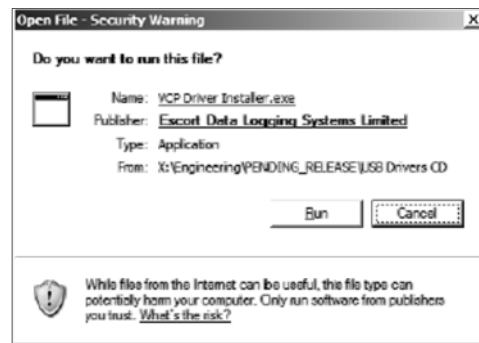 Open File - Security Warning
Do you want to run this file?
Name: VCP Driver Installer.exe
Publisher: Escort Data Logging Systems Limited
Type: Application
From: X:\Engineering\PENDING_RELEASE\USB Drivers CD
Run Cancel
While files from the Internet can be useful, this file type can
potentially harm your computer. Only run software from publishers
you trust. What's the risk?